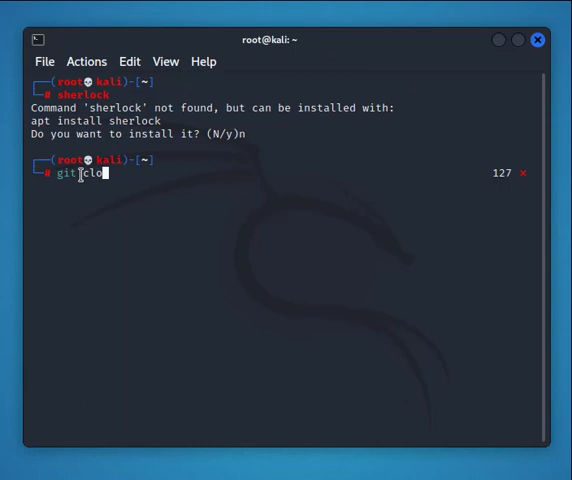 root@kali: ~
File Actions Edit View Help
┌──(root💀kali)-[~]
└─# sherlock
Command 'sherlock' not found, but can be installed with:
apt install sherlock
Do you want to install it? (N/y)n
┌──(root💀kali)-[~]
└─# git clo 127 ⨯